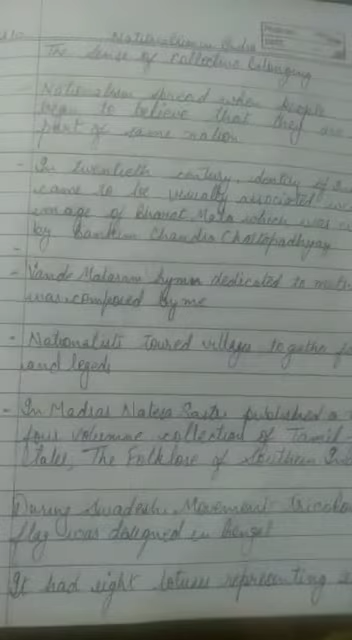 Nationalism in India
The sense of collective Belonging
Nationalism spread when people
began to believe that they are
part of same nation
- In twentieth century, identity of
came to be visually associated
image of Bharat Mata which was
by Bankim Chandra Chattopadhyay
-
- Vande Mataram hymn dedicated to
was composed by me
- Nationalists toured villages to gather
and legeds
- In Madras Natesa Sastri published a
four volumme collection of Tamil
tales, The Folklore of Southern
During Swadeshi Movement tricolour
flag was designed in Bengal
It had eight lotuses representing